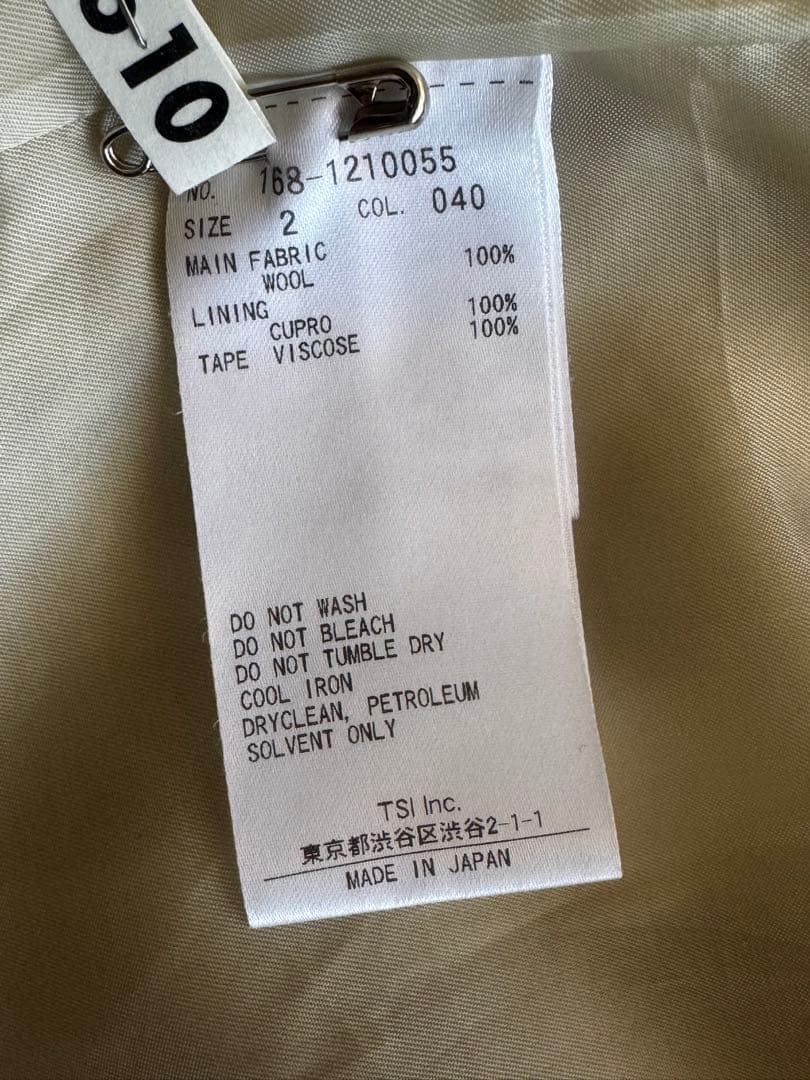 610
NO. 168-1210055
SIZE 2 COL. 040
MAIN FABRIC
WOOL 100%
LINING
CUPRO 100%
TAPE VISCOSE 100%
DO NOT WASH
DO NOT BLEACH
DO NOT TUMBLE DRY
COOL IRON
DRYCLEAN, PETROLEUM
SOLVENT ONLY
TSI Inc.
東京都渋谷区渋谷2-1-1
MADE IN JAPAN